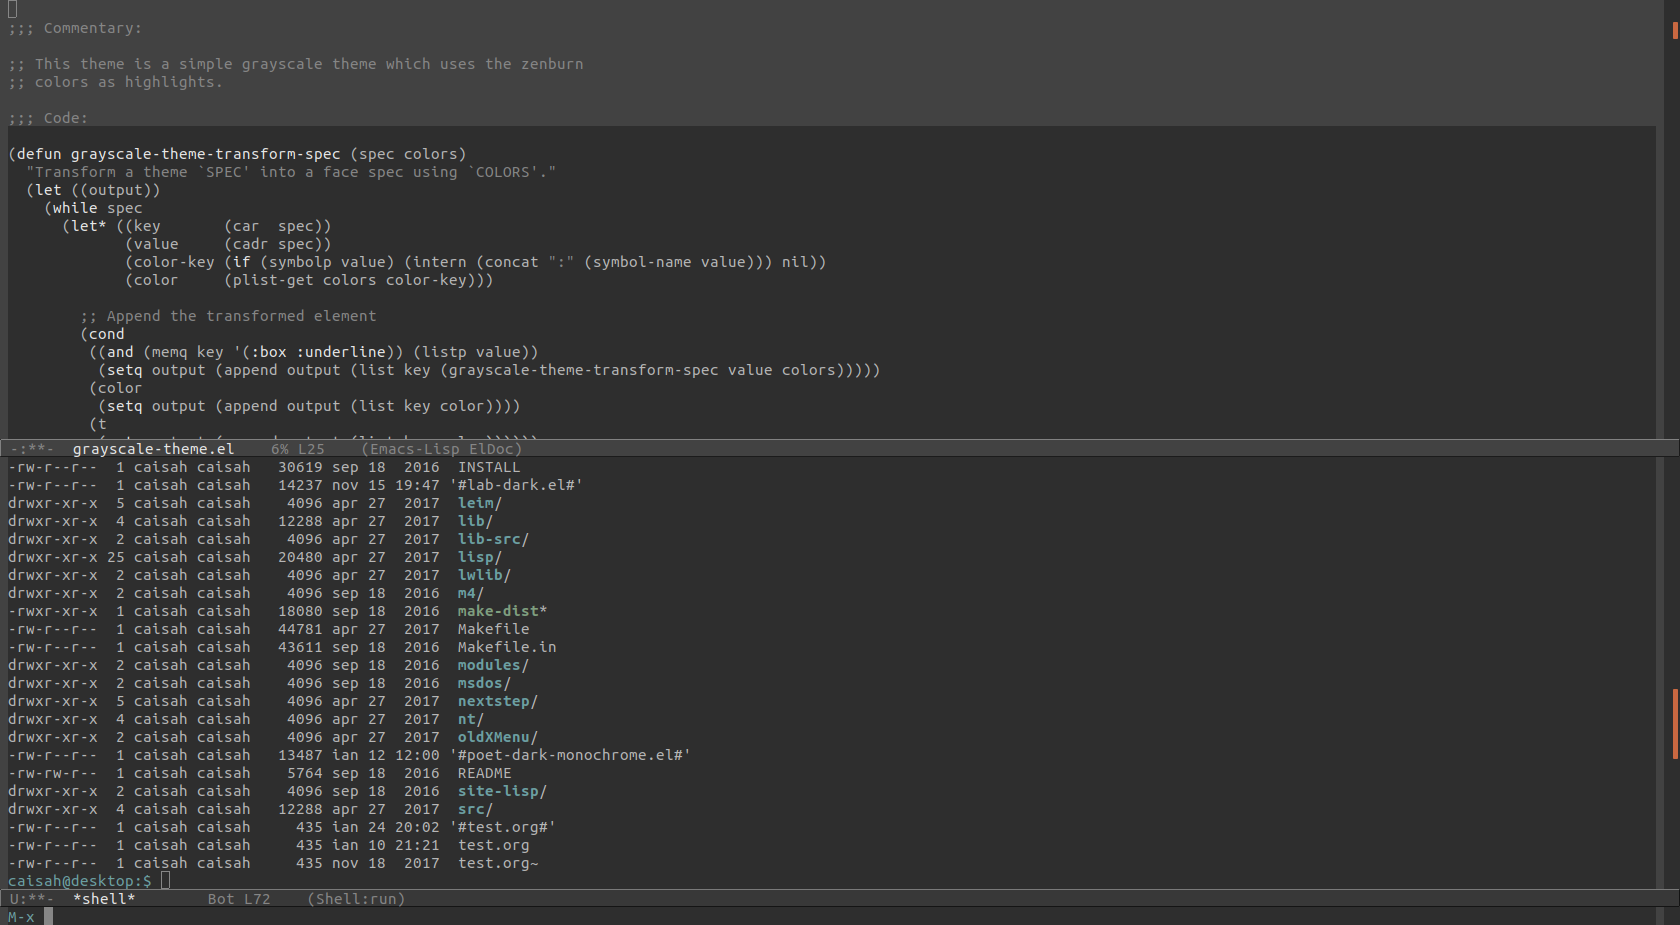 ;;; Commentary:
;; This theme is a simple grayscale theme which uses the zenburn
;; colors as highlights.
;;; Code:
(defun grayscale-theme-transform-spec (spec colors)
  "Transform a theme `SPEC' into a face spec using `COLORS'."
  (let ((output))
    (while spec
      (let* ((key       (car  spec))
             (value     (cadr spec))
             (color-key (if (symbolp value) (intern (concat ":" (symbol-name value))) nil))
             (color     (plist-get colors color-key)))
        ;; Append the transformed element
        (cond
         ((and (memq key '(:box :underline)) (listp value))
          (setq output (append output (list key (grayscale-theme-transform-spec value colors)))))
         (color
          (setq output (append output (list key color))))
         (t
-:**-  grayscale-theme.el    6% L25    (Emacs-Lisp ElDoc)
-rw-r--r--  1 caisah caisah   30619 sep 18  2016  INSTALL
-rw-r--r--  1 caisah caisah   14237 nov 15 19:47 '#lab-dark.el#'
drwxr-xr-x  5 caisah caisah    4096 apr 27  2017  leim/
drwxr-xr-x  4 caisah caisah   12288 apr 27  2017  lib/
drwxr-xr-x  2 caisah caisah    4096 apr 27  2017  lib-src/
drwxr-xr-x 25 caisah caisah   20480 apr 27  2017  lisp/
drwxr-xr-x  2 caisah caisah    4096 apr 27  2017  lwlib/
drwxr-xr-x  2 caisah caisah    4096 sep 18  2016  m4/
-rwxr-xr-x  1 caisah caisah   18080 sep 18  2016  make-dist*
-rw-r--r--  1 caisah caisah   44781 apr 27  2017  Makefile
-rw-r--r--  1 caisah caisah   43611 sep 18  2016  Makefile.in
drwxr-xr-x  2 caisah caisah    4096 apr 27  2017  modules/
drwxr-xr-x  2 caisah caisah    4096 sep 18  2016  msdos/
drwxr-xr-x  5 caisah caisah    4096 apr 27  2017  nextstep/
drwxr-xr-x  4 caisah caisah    4096 apr 27  2017  nt/
drwxr-xr-x  2 caisah caisah    4096 apr 27  2017  oldXMenu/
-rw-r--r--  1 caisah caisah   13487 ian 12 12:00 '#poet-dark-monochrome.el#'
-rw-rw-r--  1 caisah caisah    5764 sep 18  2016  README
drwxr-xr-x  2 caisah caisah    4096 sep 18  2016  site-lisp/
drwxr-xr-x  4 caisah caisah   12288 apr 27  2017  src/
-rw-r--r--  1 caisah caisah     435 ian 24 20:02 '#test.org#'
-rw-r--r--  1 caisah caisah     435 ian 10 21:21  test.org
-rw-r--r--  1 caisah caisah     435 nov 18  2017  test.org~
caisah@desktop:$
U:**-  *shell*        Bot L72    (Shell:run)
M-x